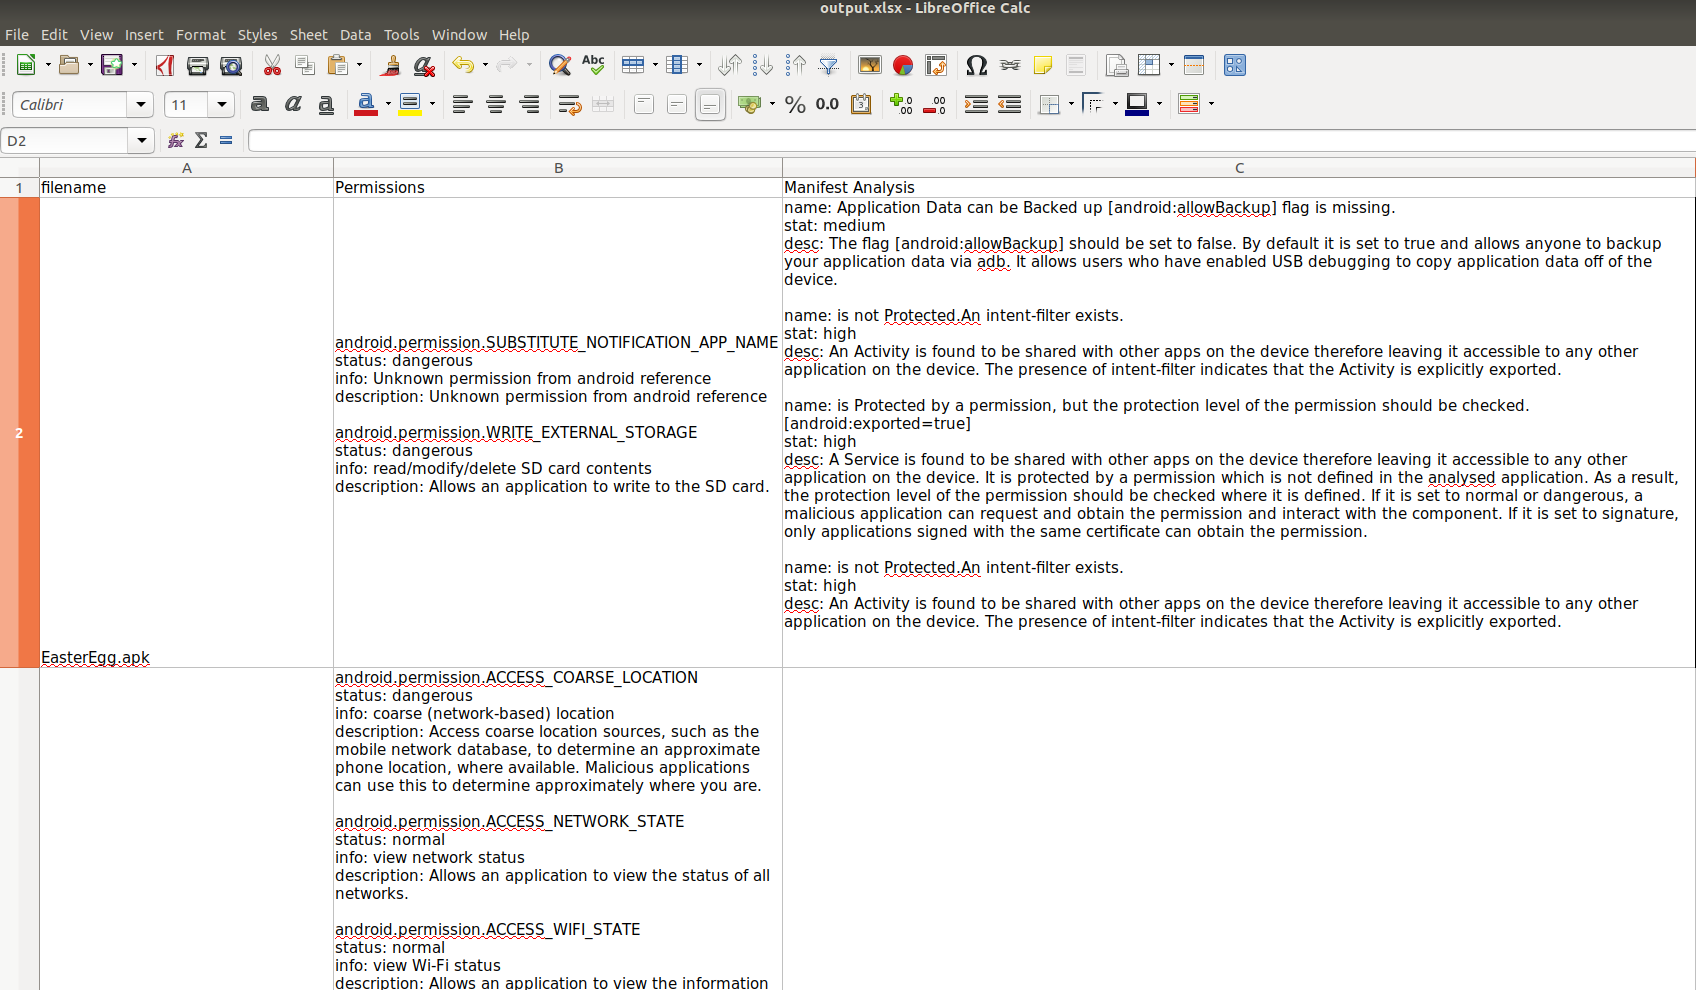 output.xlsx - LibreOffice Calc
File Edit View Insert Format Styles Sheet Data Tools Window Help
Calibri 11
D2
A B C
1 filename Permissions Manifest Analysis
name: Application Data can be Backed up [android:allowBackup] flag is missing.
stat: medium
desc: The flag [android:allowBackup] should be set to false. By default it is set to true and allows anyone to backup
your application data via adb. It allows users who have enabled USB debugging to copy application data off of the
device.
name: is not Protected.An intent-filter exists.
stat: high
desc: An Activity is found to be shared with other apps on the device therefore leaving it accessible to any other
application on the device. The presence of intent-filter indicates that the Activity is explicitly exported.
name: is Protected by a permission, but the protection level of the permission should be checked.
[android:exported=true]
stat: high
desc: A Service is found to be shared with other apps on the device therefore leaving it accessible to any other
application on the device. It is protected by a permission which is not defined in the analysed application. As a result,
the protection level of the permission should be checked where it is defined. If it is set to normal or dangerous, a
malicious application can request and obtain the permission and interact with the component. If it is set to signature,
only applications signed with the same certificate can obtain the permission.
name: is not Protected.An intent-filter exists.
stat: high
desc: An Activity is found to be shared with other apps on the device therefore leaving it accessible to any other
application on the device. The presence of intent-filter indicates that the Activity is explicitly exported.
android.permission.SUBSTITUTE_NOTIFICATION_APP_NAME
status: dangerous
info: Unknown permission from android reference
description: Unknown permission from android reference
android.permission.WRITE_EXTERNAL_STORAGE
status: dangerous
info: read/modify/delete SD card contents
description: Allows an application to write to the SD card.
2
EasterEgg.apk
android.permission.ACCESS_COARSE_LOCATION
status: dangerous
info: coarse (network-based) location
description: Access coarse location sources, such as the
mobile network database, to determine an approximate
phone location, where available. Malicious applications
can use this to determine approximately where you are.
android.permission.ACCESS_NETWORK_STATE
status: normal
info: view network status
description: Allows an application to view the status of all
networks.
android.permission.ACCESS_WIFI_STATE
status: normal
info: view Wi-Fi status
description: Allows an application to view the information